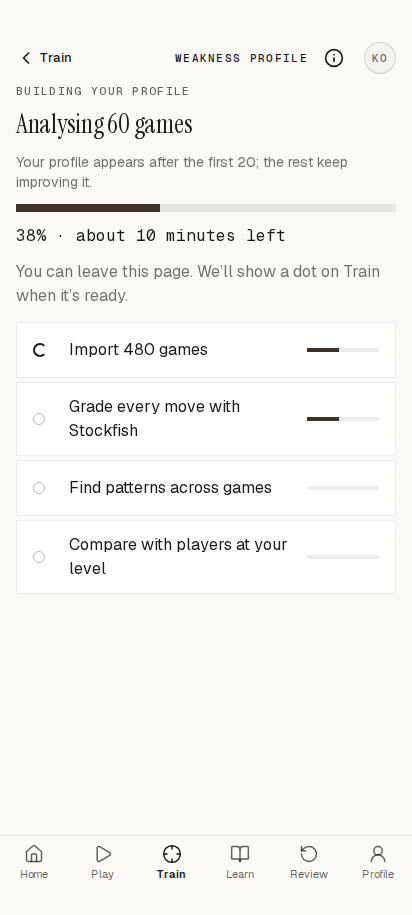 Train
WEAKNESS PROFILE
KO
BUILDING YOUR PROFILE
Analysing 60 games
Your profile appears after the first 20; the rest keep
improving it.
38% · about 10 minutes left
You can leave this page. We’ll show a dot on Train
when it’s ready.
Import 480 games
Grade every move with
Stockfish
Find patterns across games
Compare with players at your
level
Home
Play
Train
Learn
Review
Profile